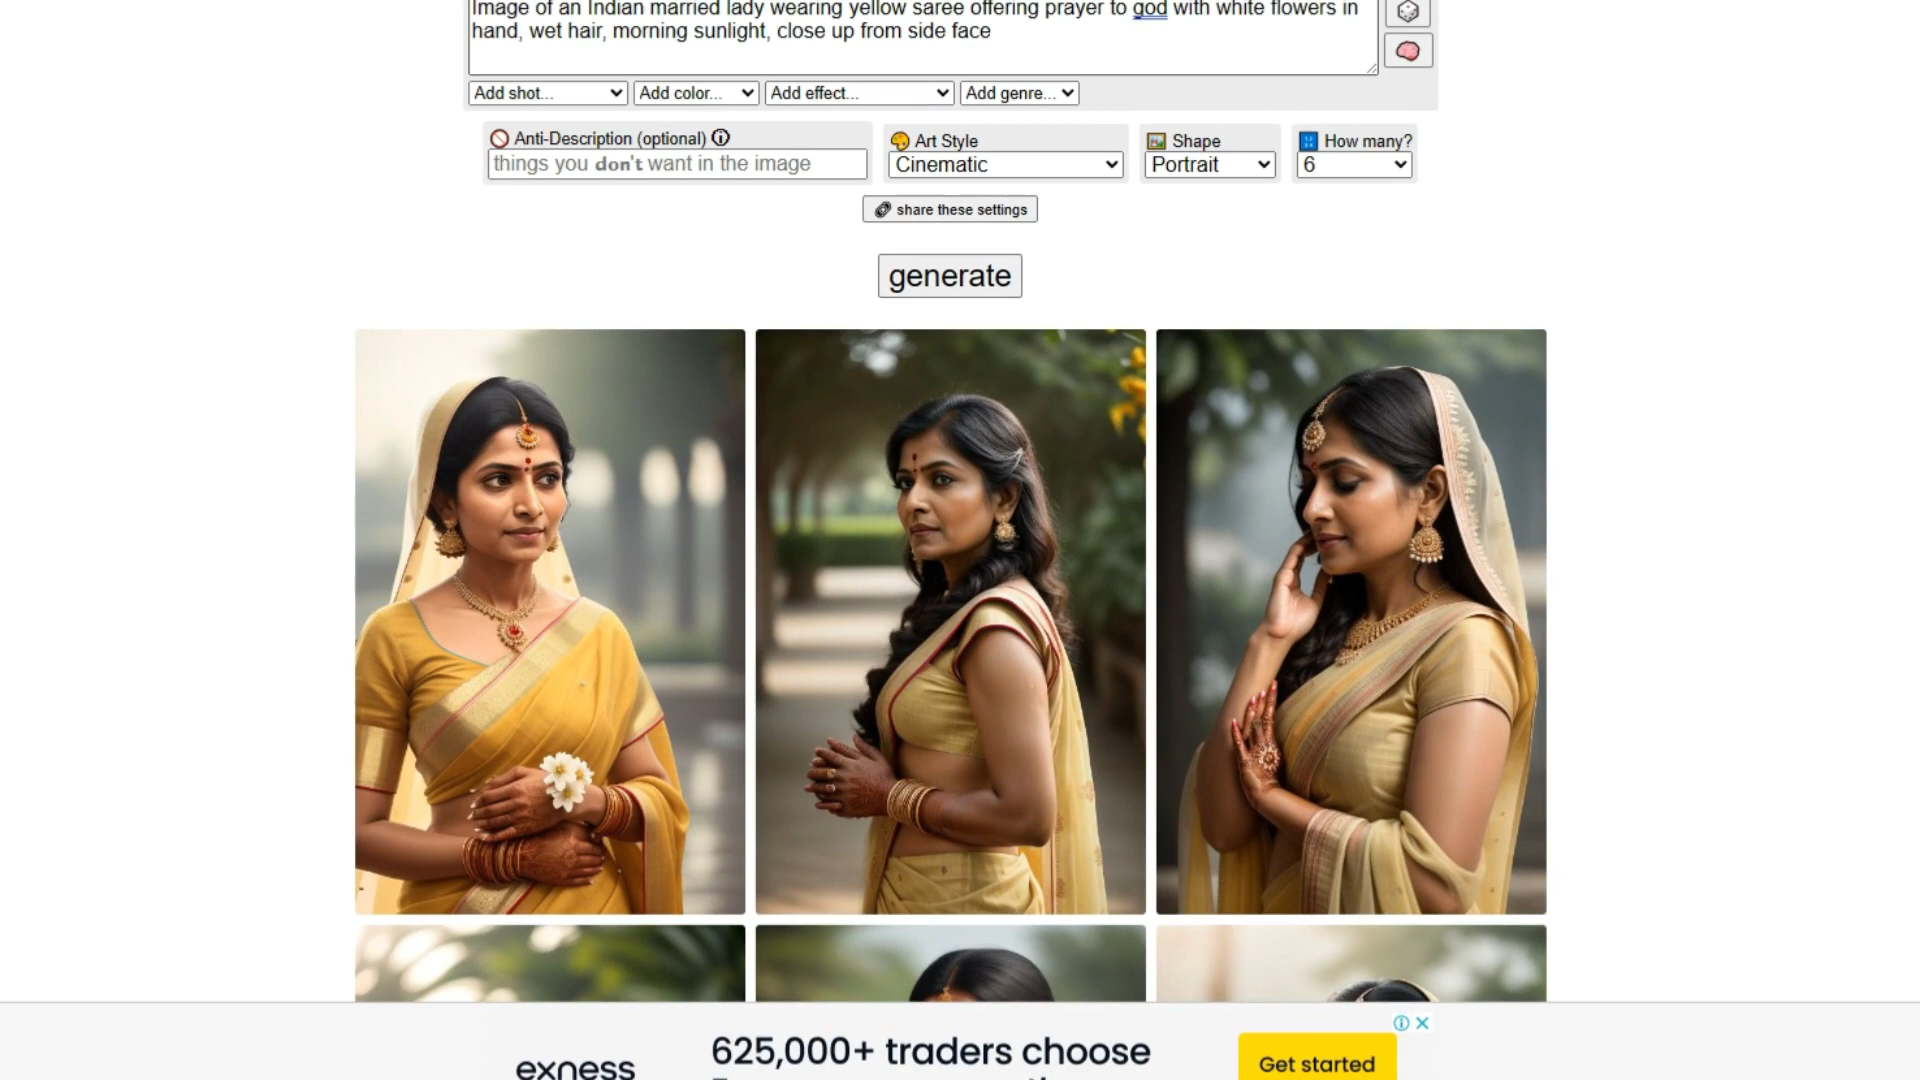 Image of an Indian married lady wearing yellow saree offering prayer to god with white flowers in
hand, wet hair, morning sunlight, close up from side face
Add shot...
Add color...
Add effect...
Add genre...
Anti-Description (optional)
Art Style
Shape
How many?
things you don't want in the image
Cinematic
Portrait
6
share these settings
generate
625,000+ traders choose
exness
Get started